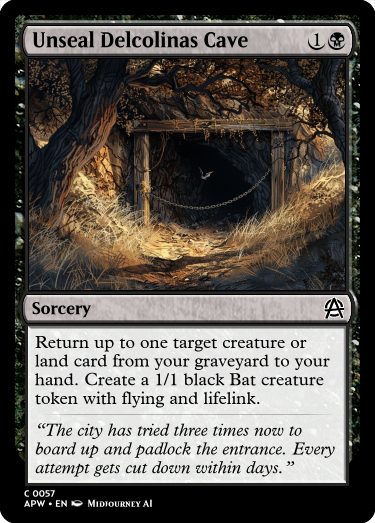 Unseal Delcolinas Cave 1
Sorcery
Return up to one target creature or
land card from your graveyard to your
hand. Create a 1/1 black Bat creature
token with flying and lifelink.
“The city has tried three times now to
board up and padlock the entrance. Every
attempt gets cut down within days.”
C 0057
APW • EN Midjourney AI